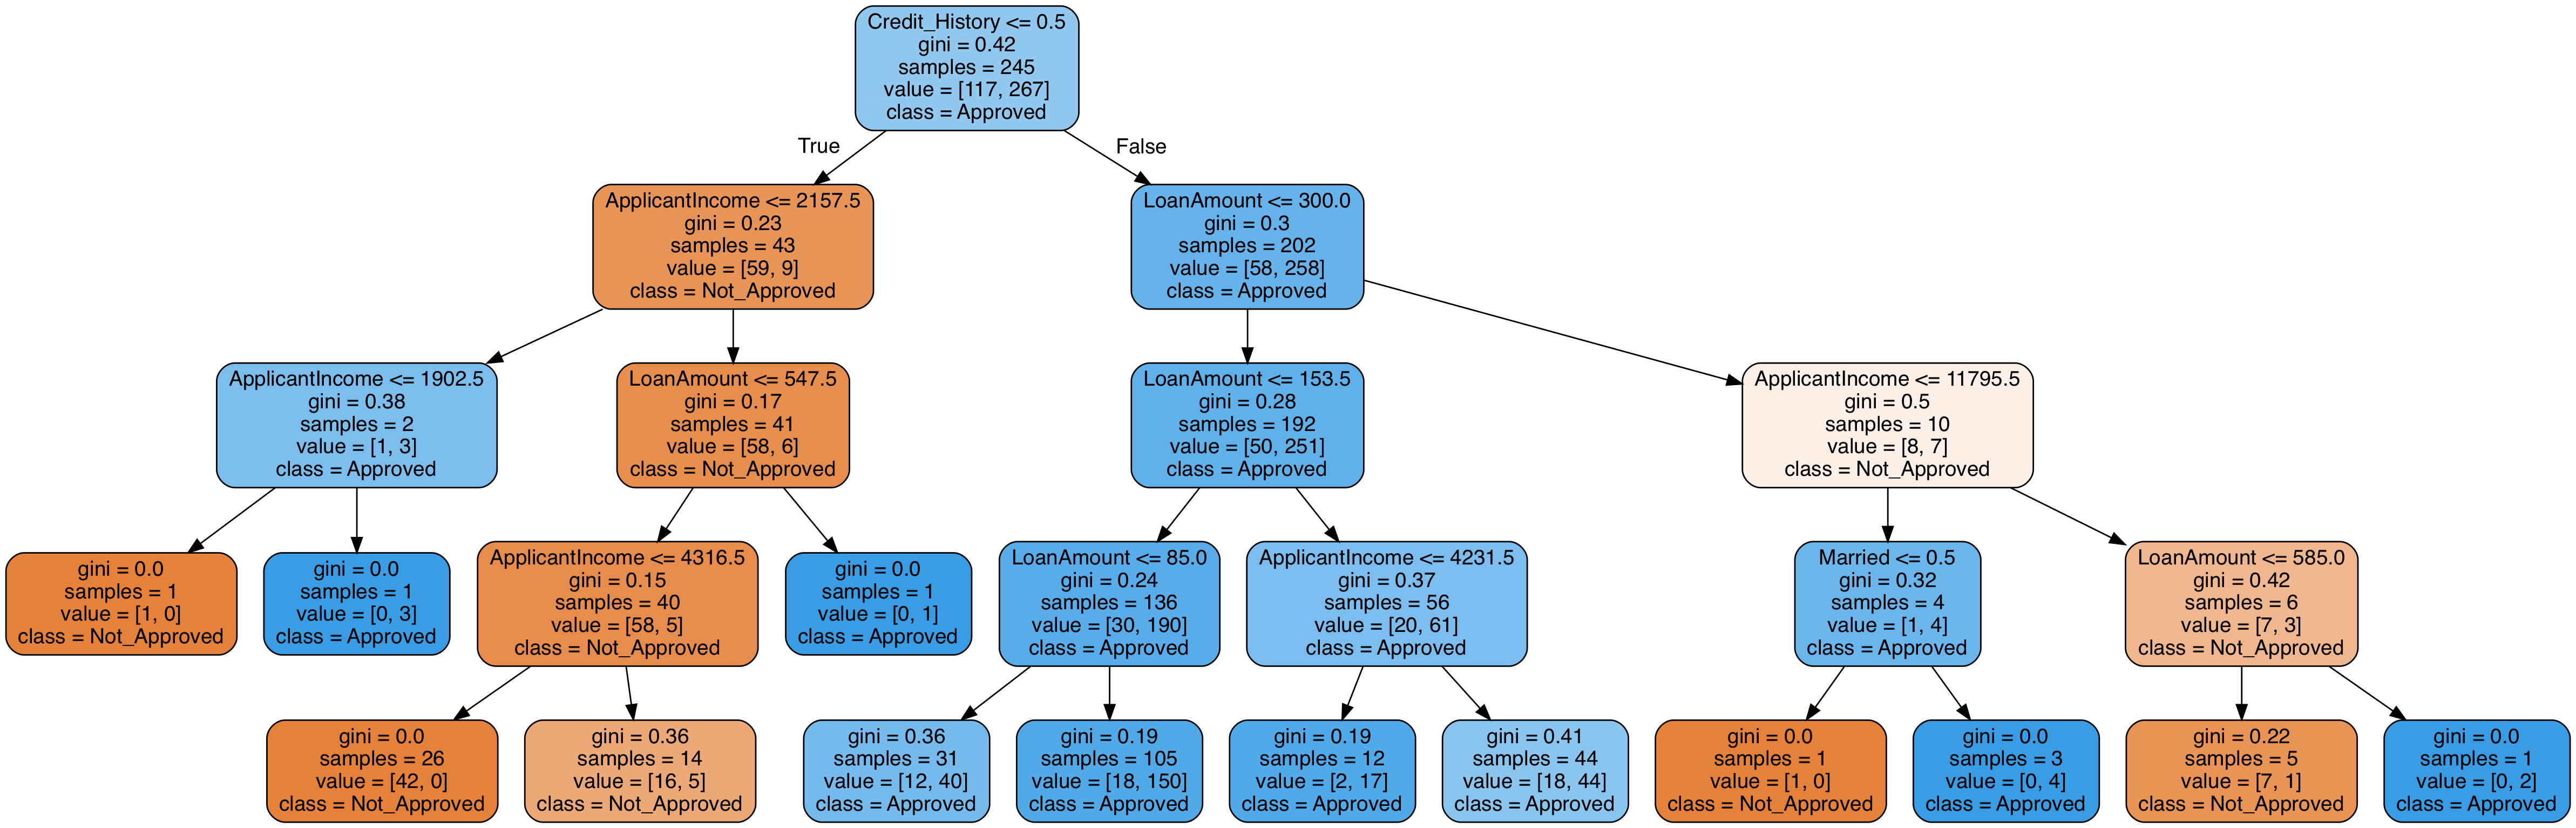 Credit_History <= 0.5
gini = 0.42
samples = 245
value = [117, 267]
class = Approved
True
False
ApplicantIncome <= 2157.5
gini = 0.23
samples = 43
value = [59, 9]
class = Not_Approved
LoanAmount <= 300.0
gini = 0.3
samples = 202
value = [58, 258]
class = Approved
ApplicantIncome <= 1902.5
gini = 0.38
samples = 2
value = [1, 3]
class = Approved
LoanAmount <= 547.5
gini = 0.17
samples = 41
value = [58, 6]
class = Not_Approved
LoanAmount <= 153.5
gini = 0.28
samples = 192
value = [50, 251]
class = Approved
ApplicantIncome <= 11795.5
gini = 0.5
samples = 10
value = [8, 7]
class = Not_Approved
gini = 0.0
samples = 1
value = [1, 0]
class = Not_Approved
gini = 0.0
samples = 1
value = [0, 3]
class = Approved
ApplicantIncome <= 4316.5
gini = 0.15
samples = 40
value = [58, 5]
class = Not_Approved
gini = 0.0
samples = 1
value = [0, 1]
class = Approved
LoanAmount <= 85.0
gini = 0.24
samples = 136
value = [30, 190]
class = Approved
ApplicantIncome <= 4231.5
gini = 0.37
samples = 56
value = [20, 61]
class = Approved
Married <= 0.5
gini = 0.32
samples = 4
value = [1, 4]
class = Approved
LoanAmount <= 585.0
gini = 0.42
samples = 6
value = [7, 3]
class = Not_Approved
gini = 0.0
samples = 26
value = [42, 0]
class = Not_Approved
gini = 0.36
samples = 14
value = [16, 5]
class = Not_Approved
gini = 0.36
samples = 31
value = [12, 40]
class = Approved
gini = 0.19
samples = 105
value = [18, 150]
class = Approved
gini = 0.19
samples = 12
value = [2, 17]
class = Approved
gini = 0.41
samples = 44
value = [18, 44]
class = Approved
gini = 0.0
samples = 1
value = [1, 0]
class = Not_Approved
gini = 0.0
samples = 3
value = [0, 4]
class = Approved
gini = 0.22
samples = 5
value = [7, 1]
class = Not_Approved
gini = 0.0
samples = 1
value = [0, 2]
class = Approved